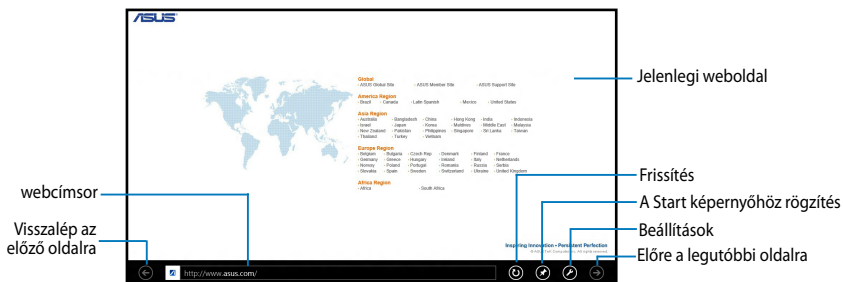 ASUS
Global
- ASUS Global Site - ASUS Member Site - ASUS Support Site
America Region
- Brazil - Canada - Latin Spanish - Mexico - United States
Asia Region
- Australia - Bangladesh - China - Hong Kong - India - Indonesia
- Israel - Japan - Korea - Maldives - Middle East - Malaysia
- New Zealand - Pakistan - Philippines - Singapore - Sri Lanka - Taiwan
- Thailand - Turkey - Vietnam
Europe Region
- Belgium - Bulgaria - Czech Rep - Denmark - Finland - France
- Germany - Greece - Hungary - Ireland - Italy - Netherlands
- Norway - Poland - Portugal - Romania - Russia - Serbia
- Slovakia - Spain - Sweden - Switzerland - Ukraine - United Kingdom
Africa Region
- Africa - South Africa
Inspiring Innovation • Persistent Perfection
http://www.asus.com/
Jelenlegi weboldal
Frissítés
A Start képernyőhöz rögzítés
Beállítások
Előre a legutóbbi oldalra
webcímsor
Visszalép az
előző oldalra